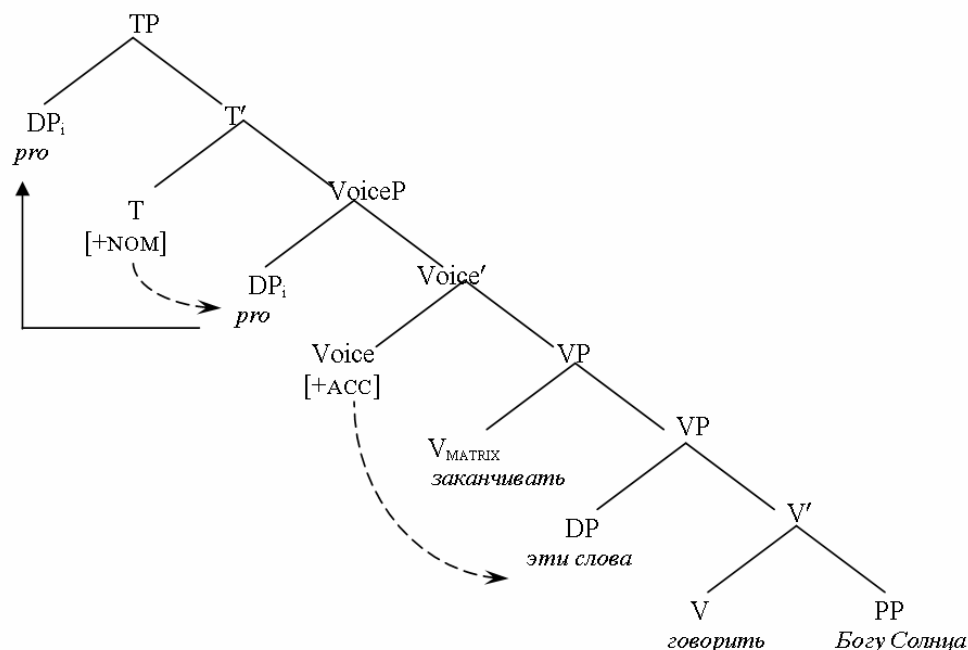 TP
DPᵢ
pro
T′
T
[+NOM]
VoiceP
DPᵢ
pro
Voice′
Voice
[+ACC]
VP
V MATRIX
заканчивать
VP
DP
эти слова
V′
V
говорить
PP
Богу Солнца